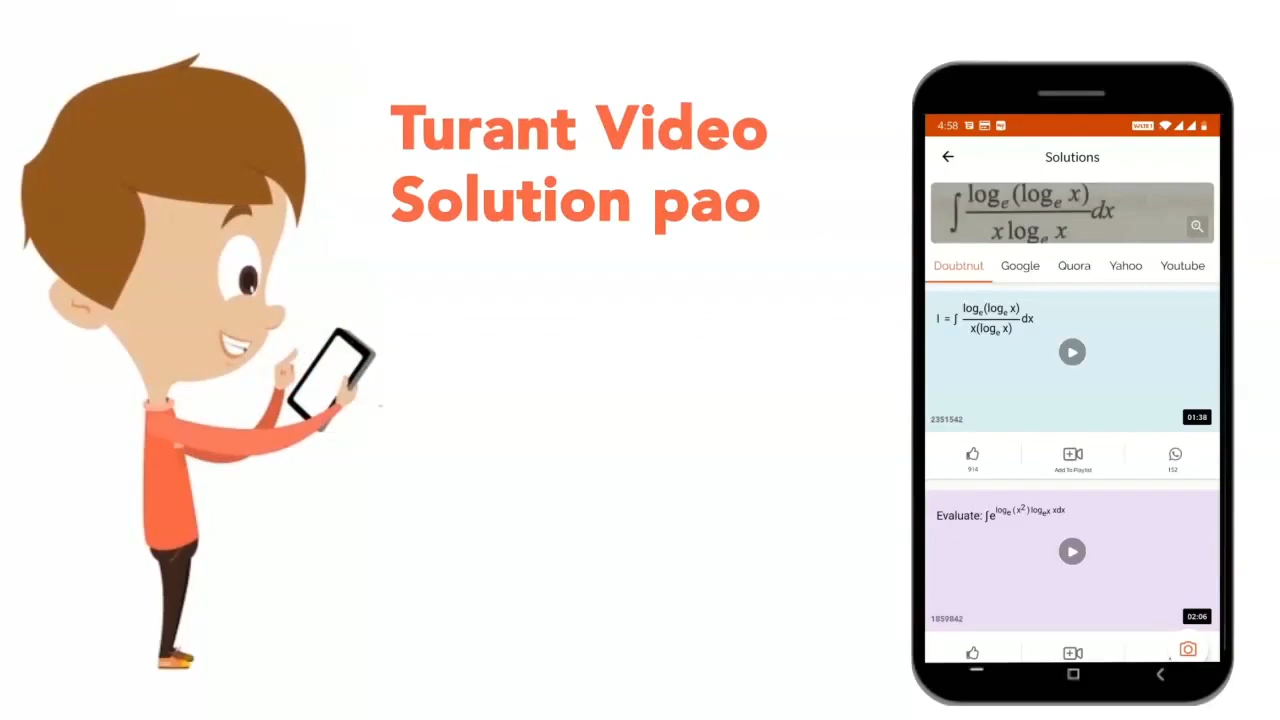 Turant Video
Solution pao
4:58
Solutions
∫ logₑ(logₑ x) / x logₑ x dx
Doubtnut Google Quora Yahoo Youtube
I = ∫ logₑ(logₑ x) / x(logₑ x) dx
2351542 01:38
914 Add To Playlist 152
Evaluate: ∫e^logₑ(x²)logₑx xdx
1859842 02:06